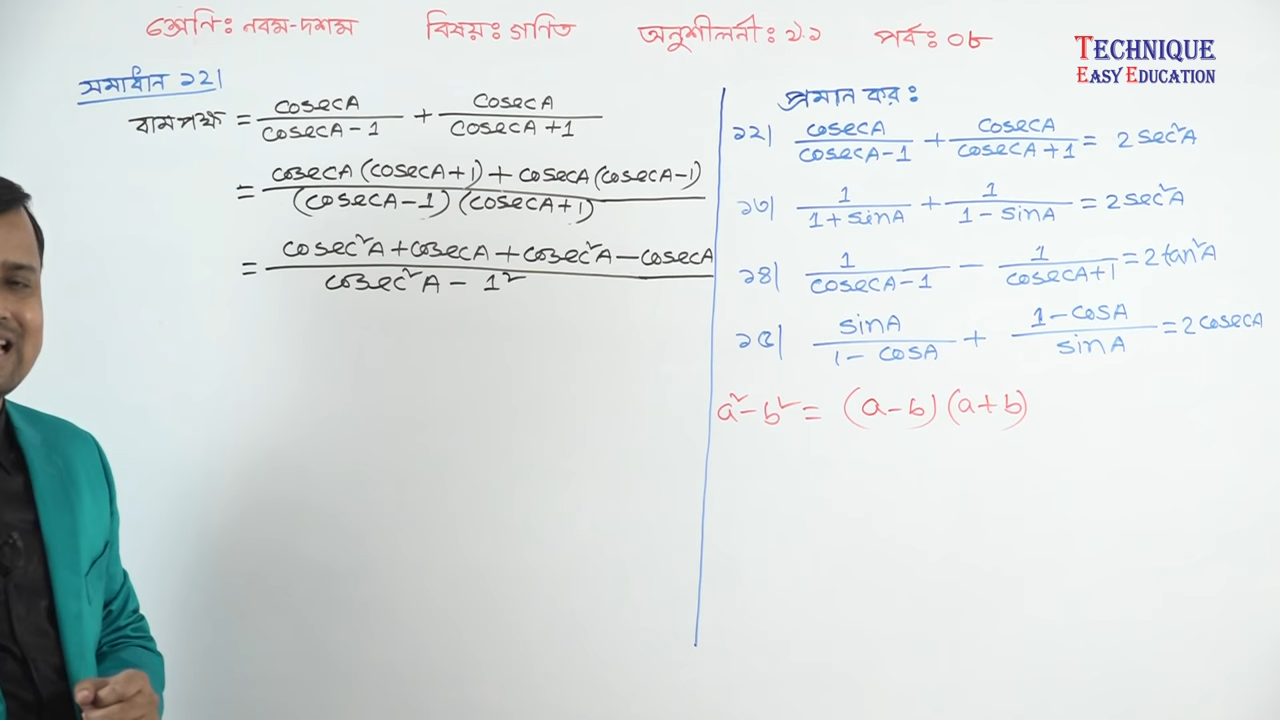 শ্রেণি: নবম-দশম বিষয়: গণিত অনুশীলনী: ৯.১ পর্ব: ০৮
TECHNIQUE
EASY EDUCATION
সমাধান ১২।
বামপক্ষ = cosecA/(cosecA-1) + cosecA/(cosecA+1)
= (cosecA(cosecA+1) + cosecA(cosecA-1))/((cosecA-1)(cosecA+1))
= (cosec²A+cosecA+cosec²A-cosecA)/(cosec²A-1²)
প্রমান কর:
১২। cosecA/(cosecA-1) + cosecA/(cosecA+1) = 2sec²A
১৩। 1/(1+sinA) + 1/(1-sinA) = 2sec²A
১৪। 1/(cosecA-1) - 1/(cosecA+1) = 2tan²A
১৫। sinA/(1-cosA) + (1-cosA)/sinA = 2cosecA
a²-b² = (a-b)(a+b)